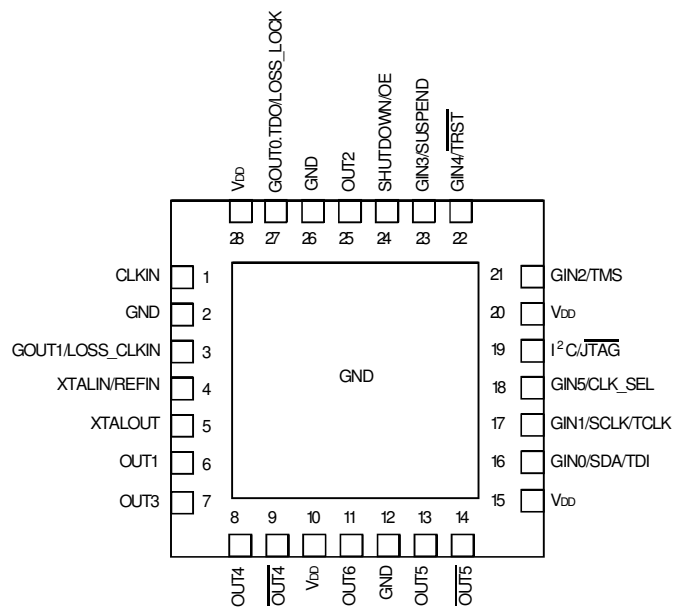 VDD
GOUT0.TDO/LOSS_LOCK
GND
OUT2
SHUTDOWN/OE
GIN3/SUSPEND
GIN4/TRST
28
27
26
25
24
23
22
CLKIN 1
GND 2
GOUT1/LOSS_CLKIN 3
XTALIN/REFIN 4
XTALOUT 5
OUT1 6
OUT3 7
GND
21 GIN2/TMS
20 VDD
19 I²C/JTAG
18 GIN5/CLK_SEL
17 GIN1/SCLK/TCLK
16 GIN0/SDA/TDI
15 VDD
8
9
10
11
12
13
14
OUT4
OUT4
VDD
OUT6
GND
OUT5
OUT5